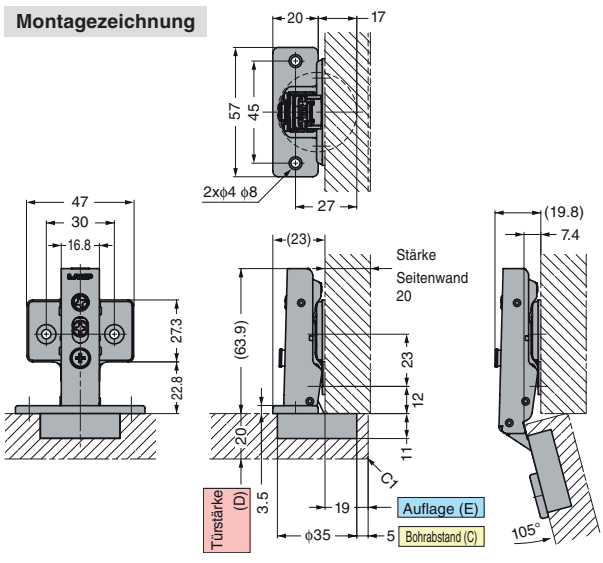 Montagezeichnung
20
17
57
45
2xϕ4 ϕ8
27
47
30
16.8
LAMP
27.3
22.8
(23)
Stärke
Seitenwand
20
(63.9)
23
12
20
11
3.5
C1
Türstärke
(D)
19
Auflage (E)
ϕ35
5
Bohrabstand (C)
(19.8)
7.4
105°